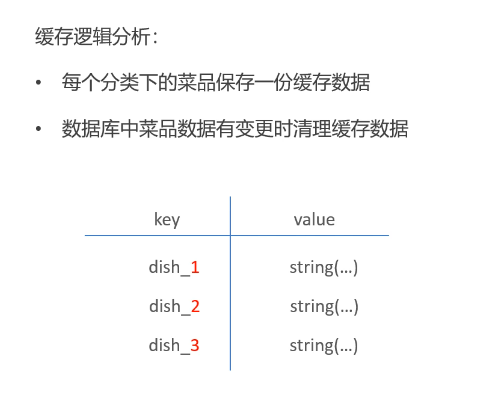 缓存逻辑分析：
• 每个分类下的菜品保存一份缓存数据
• 数据库中菜品数据有变更时清理缓存数据
key value
dish_1 string(...)
dish_2 string(...)
dish_3 string(...)